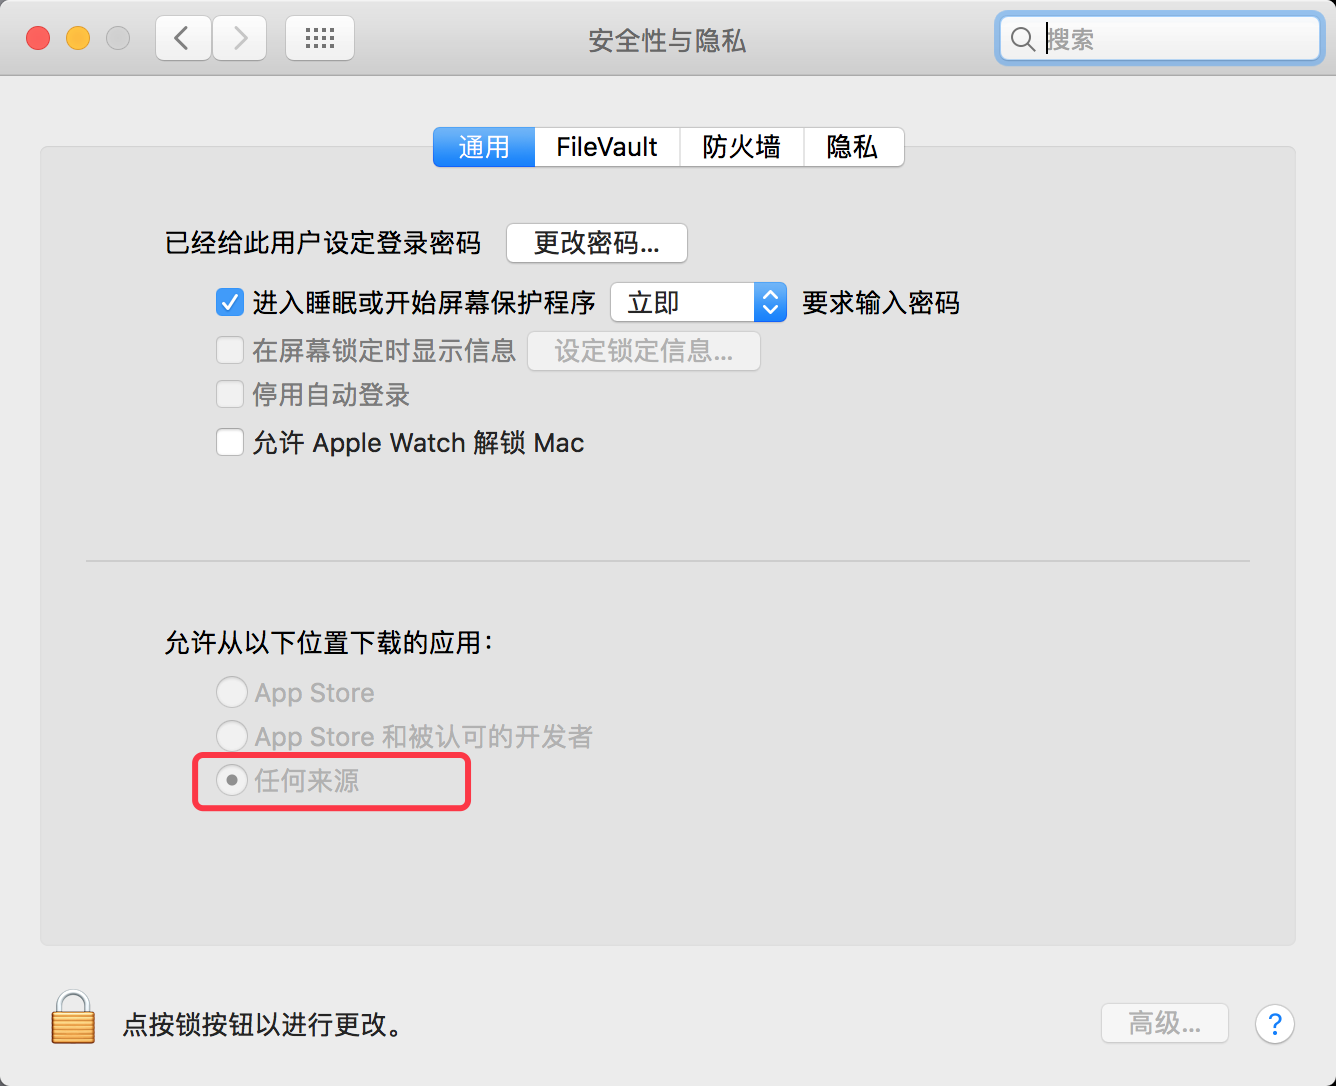 安全性与隐私
搜索
通用 FileVault 防火墙 隐私
已经给此用户设定登录密码 更改密码...
进入睡眠或开始屏幕保护程序 立即 要求输入密码
在屏幕锁定时显示信息 设定锁定信息...
停用自动登录
允许 Apple Watch 解锁 Mac
允许从以下位置下载的应用：
App Store
App Store 和被认可的开发者
任何来源
点按锁按钮以进行更改。
高级... ?